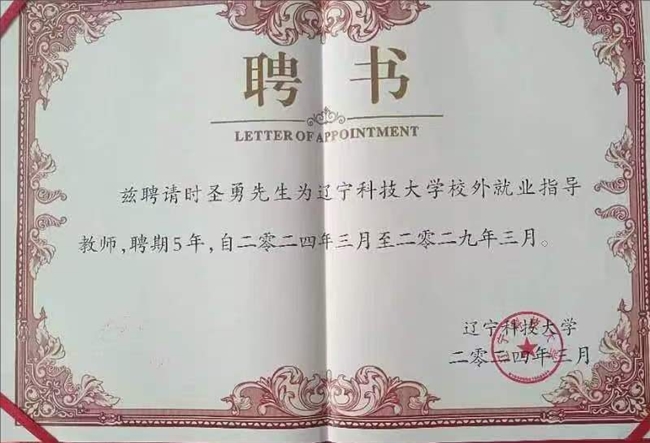 聘书
LETTER OF APPOINTMENT
兹聘请时圣勇先生为辽宁科技大学校外就业指导
教师,聘期5年,自二零二四年三月至二零二九年三月。
辽宁科技大学
二零二四年三月